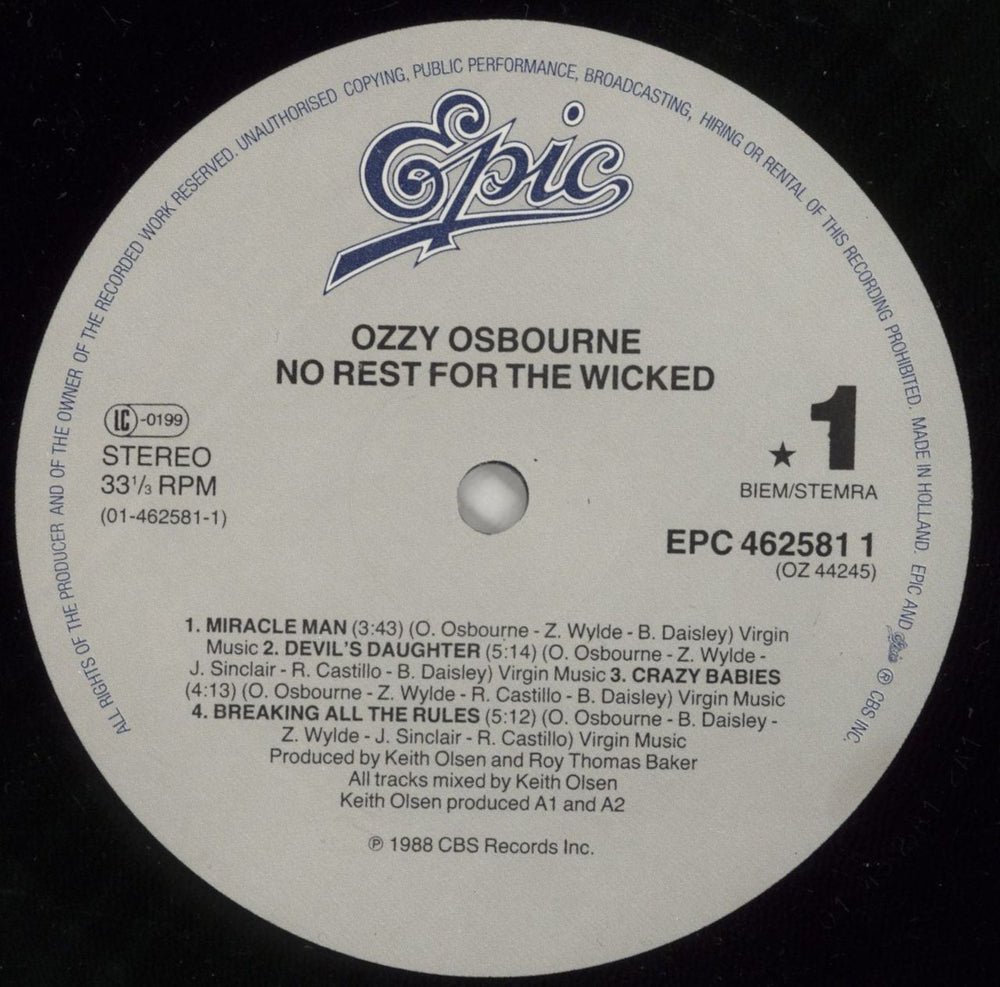 ALL RIGHTS OF THE PRODUCER AND OF THE OWNER OF THE RECORDED WORK RESERVED. UNAUTHORISED COPYING, PUBLIC PERFORMANCE, BROADCASTING, HIRING OR RENTAL OF THIS RECORDING PROHIBITED. MADE IN HOLLAND. EPIC AND Epic ® CBS INC.
Epic
OZZY OSBOURNE
NO REST FOR THE WICKED
LC-0199
STEREO
33⅓ RPM
(01-462581-1)
★ 1
BIEM/STEMRA
EPC 462581 1
(OZ 44245)
1. MIRACLE MAN (3:43) (O. Osbourne - Z. Wylde - B. Daisley) Virgin
Music 2. DEVIL'S DAUGHTER (5:14) (O. Osbourne - Z. Wylde -
J. Sinclair - R. Castillo - B. Daisley) Virgin Music 3. CRAZY BABIES
(4:13) (O. Osbourne - Z. Wylde - R. Castillo - B. Daisley) Virgin Music
4. BREAKING ALL THE RULES (5:12) (O. Osbourne - B. Daisley -
Z. Wylde - J. Sinclair - R. Castillo) Virgin Music
Produced by Keith Olsen and Roy Thomas Baker
All tracks mixed by Keith Olsen
Keith Olsen produced A1 and A2
℗ 1988 CBS Records Inc.